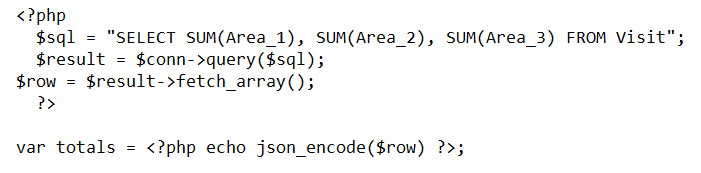 <?php
  $sql = "SELECT SUM(Area_1), SUM(Area_2), SUM(Area_3) FROM Visit";
  $result = $conn->query($sql);
$row = $result->fetch_array();
  ?>

var totals = <?php echo json_encode($row) ?>;